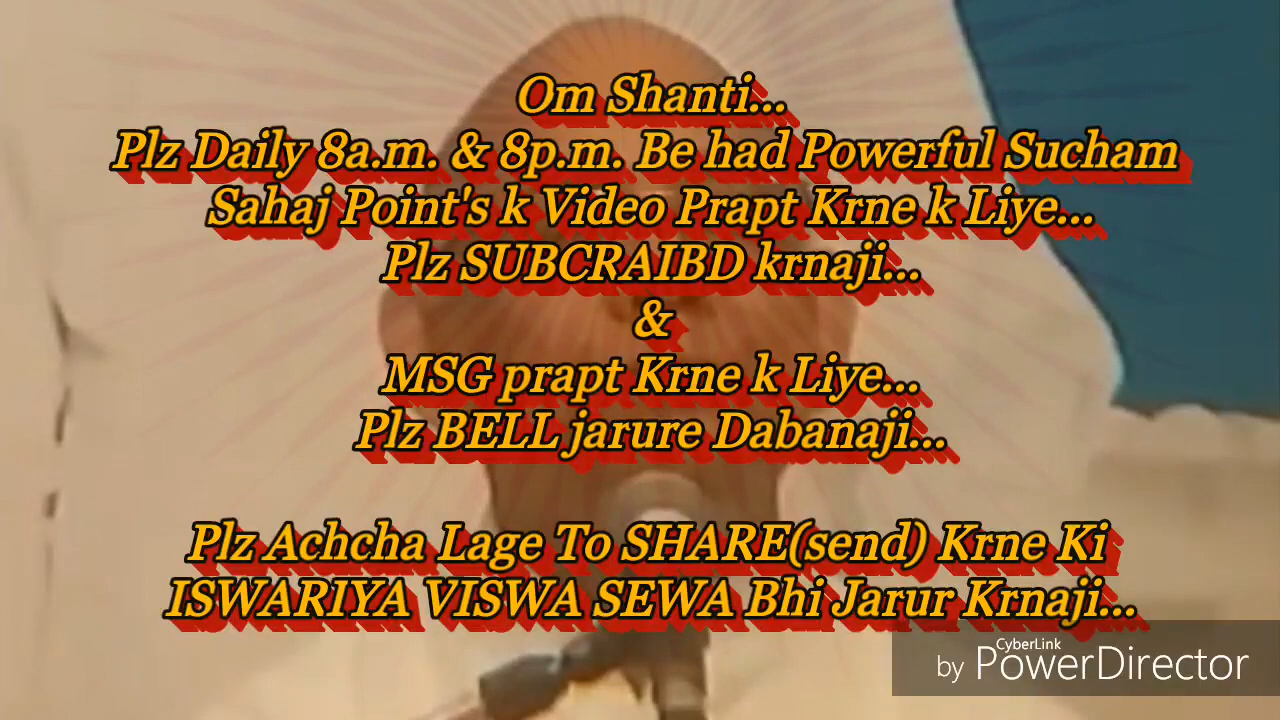 Om Shanti...
Plz Daily 8a.m. & 8p.m. Be had Powerful Sucham
Sahaj Point's k Video Prapt Krne k Liye...
Plz SUBCRAIBD krnaji...
&
MSG prapt Krne k Liye...
Plz BELL jarure Dabanaji...
Plz Achcha Lage To SHARE(send) Krne Ki
ISWARIYA VISWA SEWA Bhi Jarur Krnaji...
CyberLink
by PowerDirector